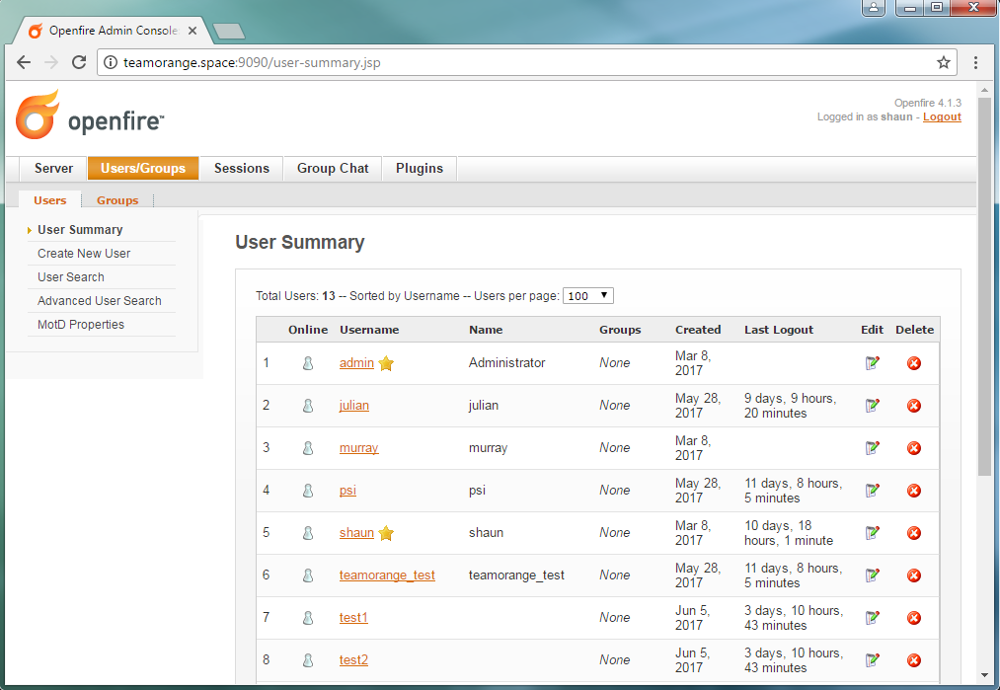 Openfire Admin Console
teamorange.space:9090/user-summary.jsp
openfire™
Openfire 4.1.3
Logged in as shaun - Logout
Server Users/Groups Sessions Group Chat Plugins
Users Groups
User Summary
Create New User
User Search
Advanced User Search
MotD Properties
User Summary
Total Users: 13 -- Sorted by Username -- Users per page: 100
Online Username Name Groups Created Last Logout Edit Delete
1 admin Administrator None Mar 8,
2017
2 julian julian None May 28, 9 days, 9 hours,
2017 20 minutes
3 murray murray None Mar 8,
2017
4 psi psi None May 28, 11 days, 8 hours,
2017 5 minutes
5 shaun shaun None Mar 8, 10 days, 18
2017 hours, 1 minute
6 teamorange_test teamorange_test None May 28, 11 days, 8 hours,
2017 5 minutes
7 test1 None Jun 5, 3 days, 10 hours,
2017 43 minutes
8 test2 None Jun 5, 3 days, 10 hours,
2017 43 minutes